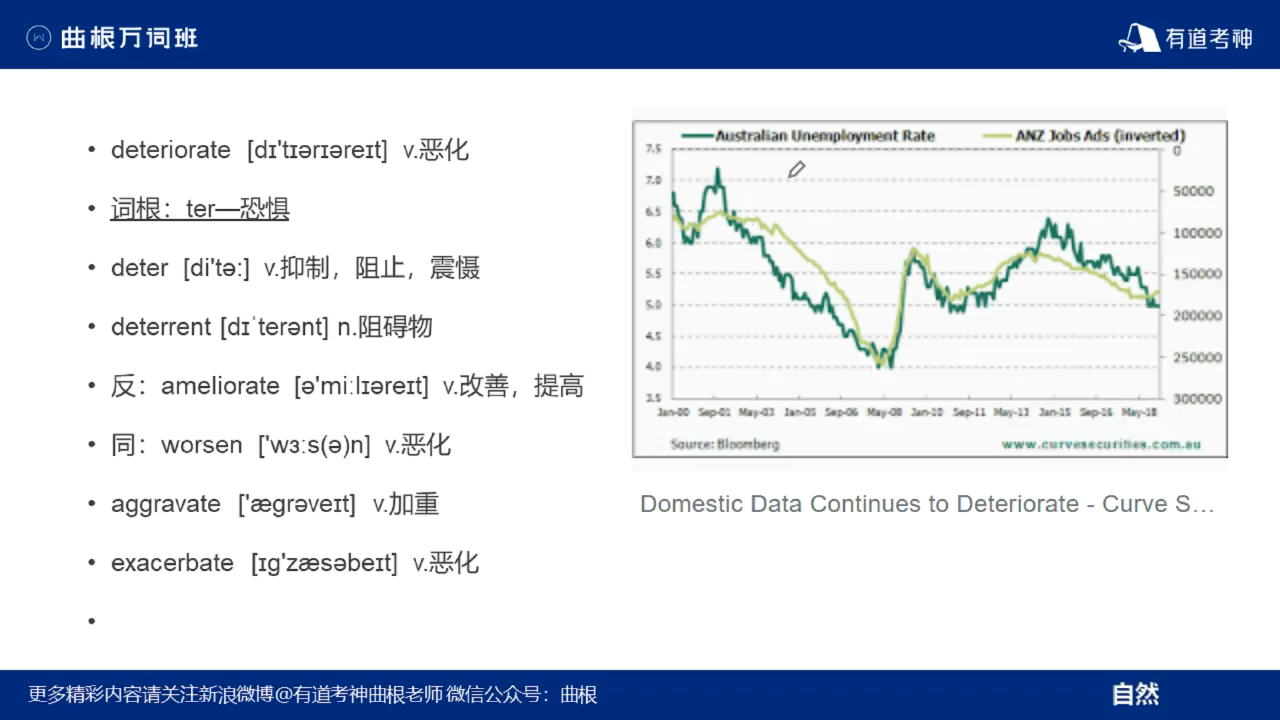 曲根万词班
有道考神
deteriorate [dɪ'tɪərɪəreɪt] v.恶化
词根：ter—恐惧
deter [di'tə:] v.抑制，阻止，震慑
deterrent [dɪˈterənt] n.阻碍物
反：ameliorate [ə'miːlɪəreɪt] v.改善，提高
同：worsen ['wɜːs(ə)n] v.恶化
aggravate ['ægrəveɪt] v.加重
exacerbate [ɪg'zæsəbeɪt] v.恶化
Australian Unemployment Rate ANZ Jobs Ads (inverted)
7.5 0
7.0 50000
6.5 100000
6.0 150000
5.5 200000
5.0 250000
4.5 300000
4.0
3.5
Jan-00 Sep-01 May-03 Jan-05 Sep-06 May-08 Jan-10 Sep-11 May-13 Jan-15 Sep-16 May-18
Source: Bloomberg www.curvesecurities.com.au
Domestic Data Continues to Deteriorate - Curve S…
更多精彩内容请关注新浪微博@有道考神曲根老师 微信公众号：曲根
自然